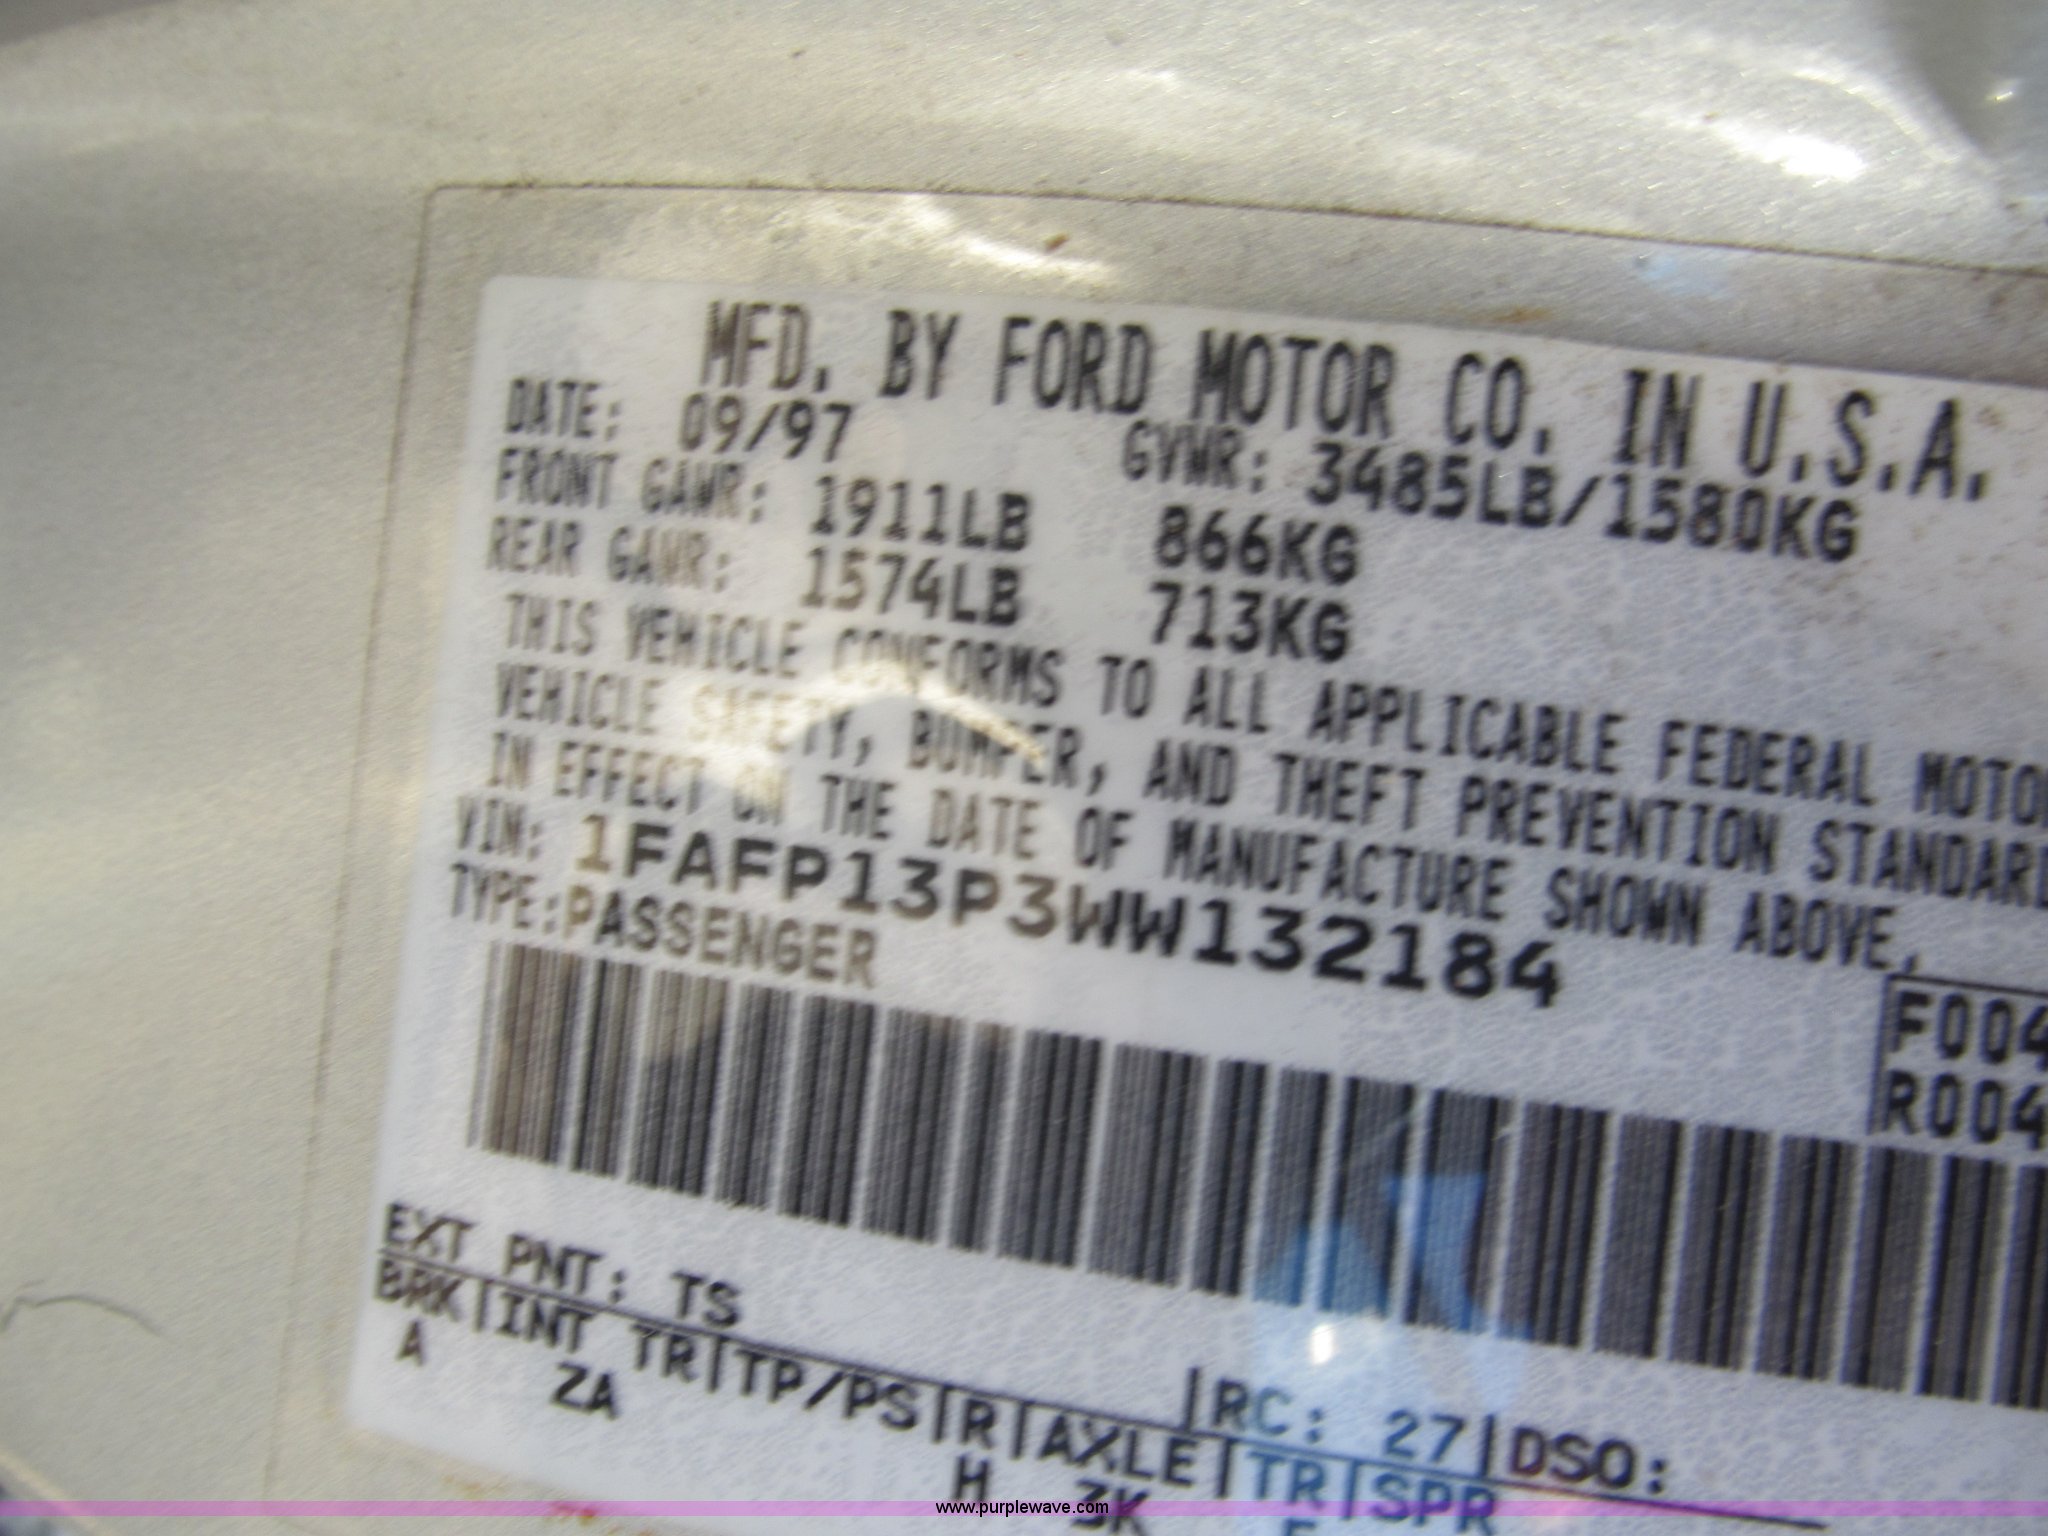 MFD. BY FORD MOTOR CO. IN U.S.A.
DATE: 09/97 GVWR: 3485LB/1580KG
FRONT GAWR: 1911LB 866KG
REAR GAWR: 1574LB 713KG
THIS VEHICLE CONFORMS TO ALL APPLICABLE FEDERAL MOTO
VEHICLE SAFETY, BUMPER, AND THEFT PREVENTION STANDARD
IN EFFECT ON THE DATE OF MANUFACTURE SHOWN ABOVE.
VIN: 1FAFP13P3WW132184
TYPE:PASSENGER
F004
R004
EXT PNT: TS |RC: 27|DSO:
BRK|INT TR|TP/PS|R|AXLE|TR|SPR
A ZA H 3K
www.purplewave.com